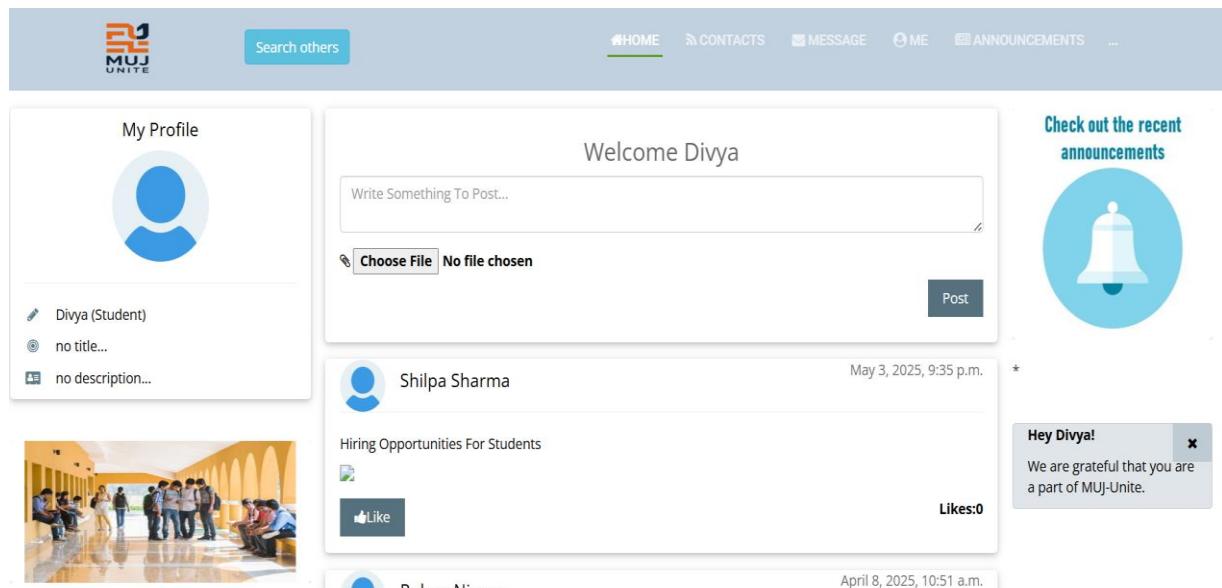 MUJ
UNITE
Search others
HOME
CONTACTS
MESSAGE
ME
ANNOUNCEMENTS
...
My Profile
Divya (Student)
no title...
no description...
Welcome Divya
Write Something To Post...
Choose File No file chosen
Post
Shilpa Sharma
May 3, 2025, 9:35 p.m.
Hiring Opportunities For Students
Like
Likes:0
April 8, 2025, 10:51 a.m.
Check out the recent
announcements
*
Hey Divya!
We are grateful that you are
a part of MUJ-Unite.